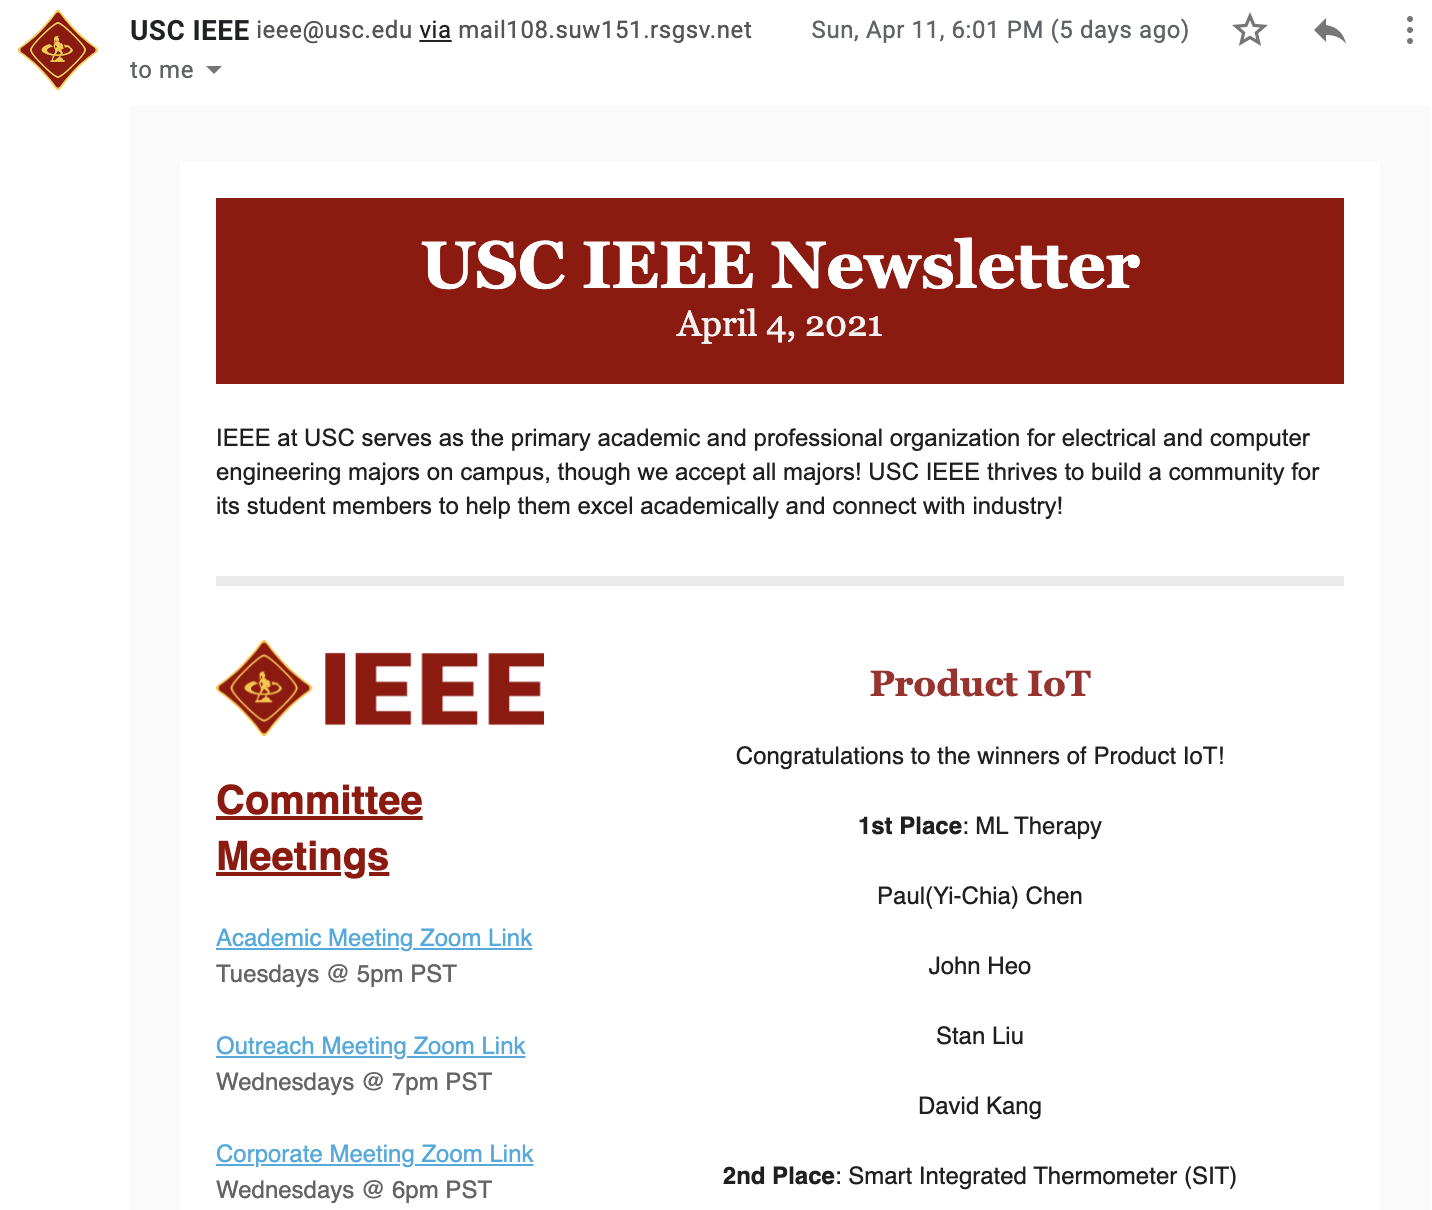 USC IEEE ieee@usc.edu via mail108.suw151.rsgsv.net Sun, Apr 11, 6:01 PM (5 days ago)
to me
USC IEEE Newsletter
April 4, 2021
IEEE at USC serves as the primary academic and professional organization for electrical and computer
engineering majors on campus, though we accept all majors! USC IEEE thrives to build a community for
its student members to help them excel academically and connect with industry!
IEEE
Committee
Meetings
Academic Meeting Zoom Link
Tuesdays @ 5pm PST
Outreach Meeting Zoom Link
Wednesdays @ 7pm PST
Corporate Meeting Zoom Link
Wednesdays @ 6pm PST
Product IoT
Congratulations to the winners of Product IoT!
1st Place: ML Therapy
Paul(Yi-Chia) Chen
John Heo
Stan Liu
David Kang
2nd Place: Smart Integrated Thermometer (SIT)